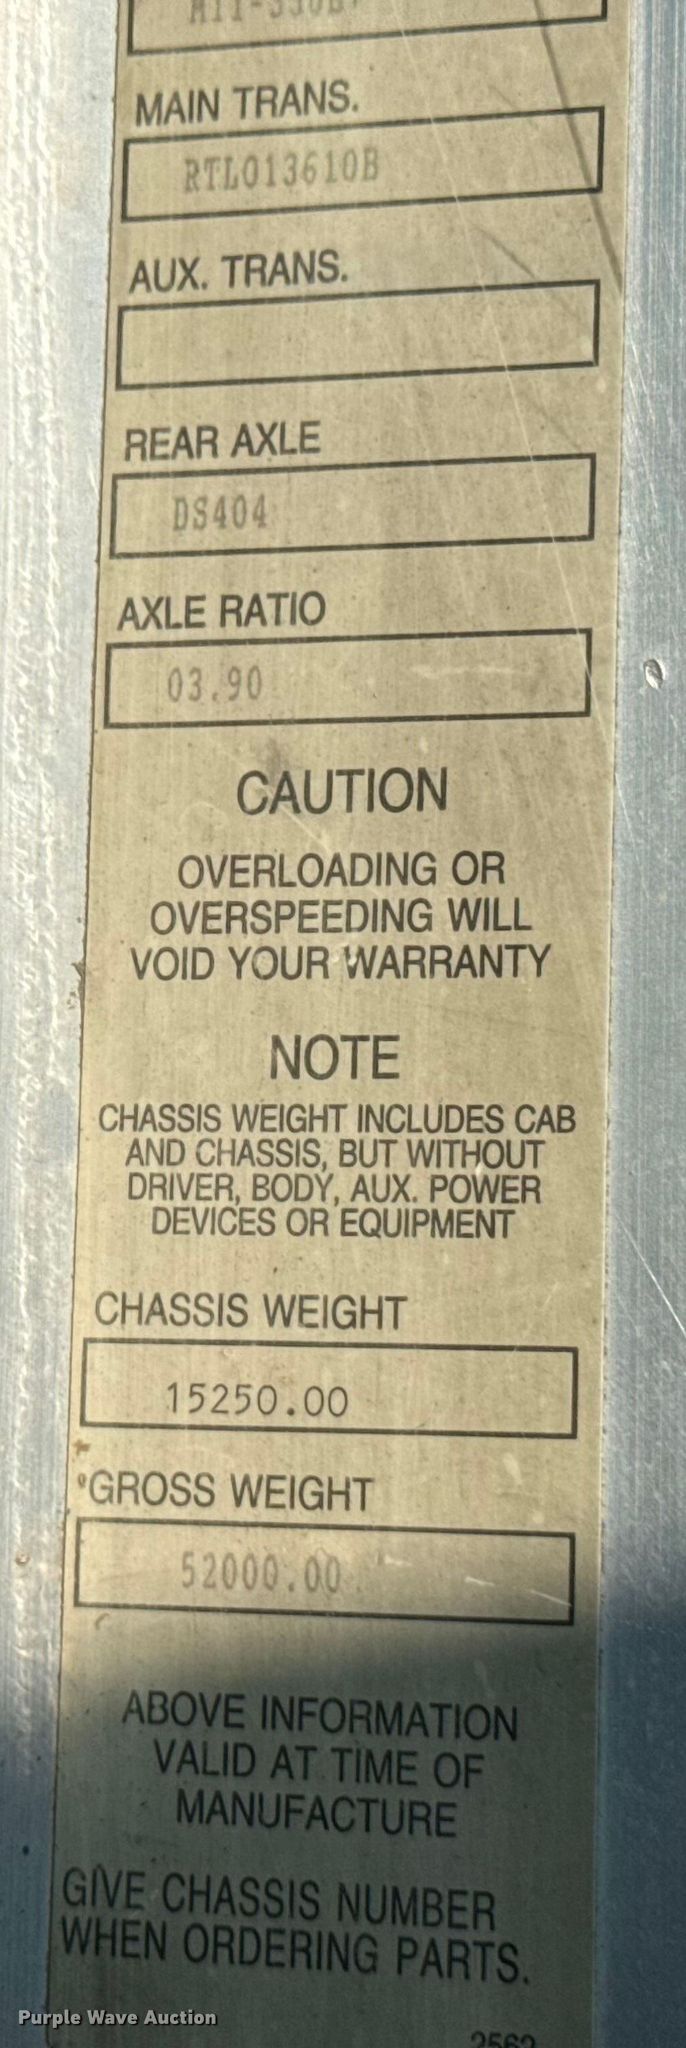 MAIN TRANS.
RTLO13610B
AUX. TRANS.
REAR AXLE
DS404
AXLE RATIO
03.90
CAUTION
OVERLOADING OR
OVERSPEEDING WILL
VOID YOUR WARRANTY
NOTE
CHASSIS WEIGHT INCLUDES CAB
AND CHASSIS, BUT WITHOUT
DRIVER, BODY, AUX. POWER
DEVICES OR EQUIPMENT
CHASSIS WEIGHT
15250.00
GROSS WEIGHT
52000.00
ABOVE INFORMATION
VALID AT TIME OF
MANUFACTURE
GIVE CHASSIS NUMBER
WHEN ORDERING PARTS.
Purple Wave Auction